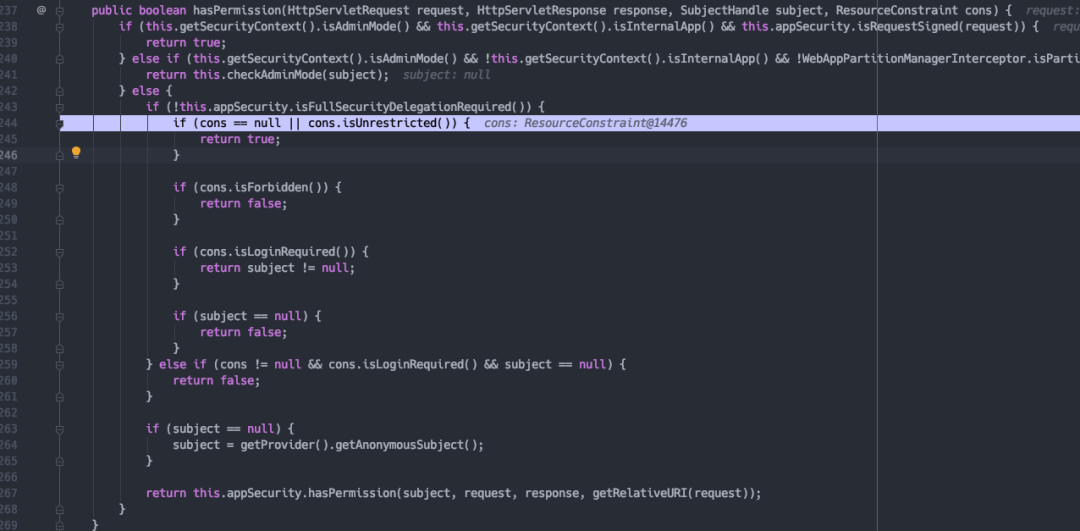 237 @ public boolean hasPermission(HttpServletRequest request, HttpServletResponse response, SubjectHandle subject, ResourceConstraint cons) { request:
238 if (this.getSecurityContext().isAdminMode() && this.getSecurityContext().isInternalApp() && this.appSecurity.isRequestSigned(request)) { requ
239 return true;
240 } else if (this.getSecurityContext().isAdminMode() && !this.getSecurityContext().isInternalApp() && !WebAppPartitionManagerInterceptor.isParti
241 return this.checkAdminMode(subject); subject: null
242 } else {
243 if (!this.appSecurity.isFullSecurityDelegationRequired()) {
244 if (cons == null || cons.isUnrestricted()) { cons: ResourceConstraint@14476
245 return true;
246 }
247
248 if (cons.isForbidden()) {
249 return false;
250 }
251
252 if (cons.isLoginRequired()) {
253 return subject != null;
254 }
255
256 if (subject == null) {
257 return false;
258 }
259 } else if (cons != null && cons.isLoginRequired() && subject == null) {
260 return false;
261 }
262
263 if (subject == null) {
264 subject = getProvider().getAnonymousSubject();
265 }
266
267 return this.appSecurity.hasPermission(subject, request, response, getRelativeURI(request));
268 }
269 }